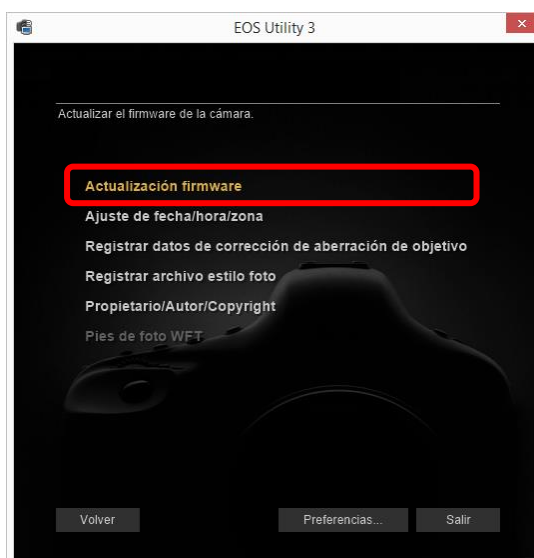 EOS Utility 3
Actualizar el firmware de la cámara.
Actualización firmware
Ajuste de fecha/hora/zona
Registrar datos de corrección de aberración de objetivo
Registrar archivo estilo foto
Propietario/Autor/Copyright
Pies de foto WFT
Volver
Preferencias...
Salir